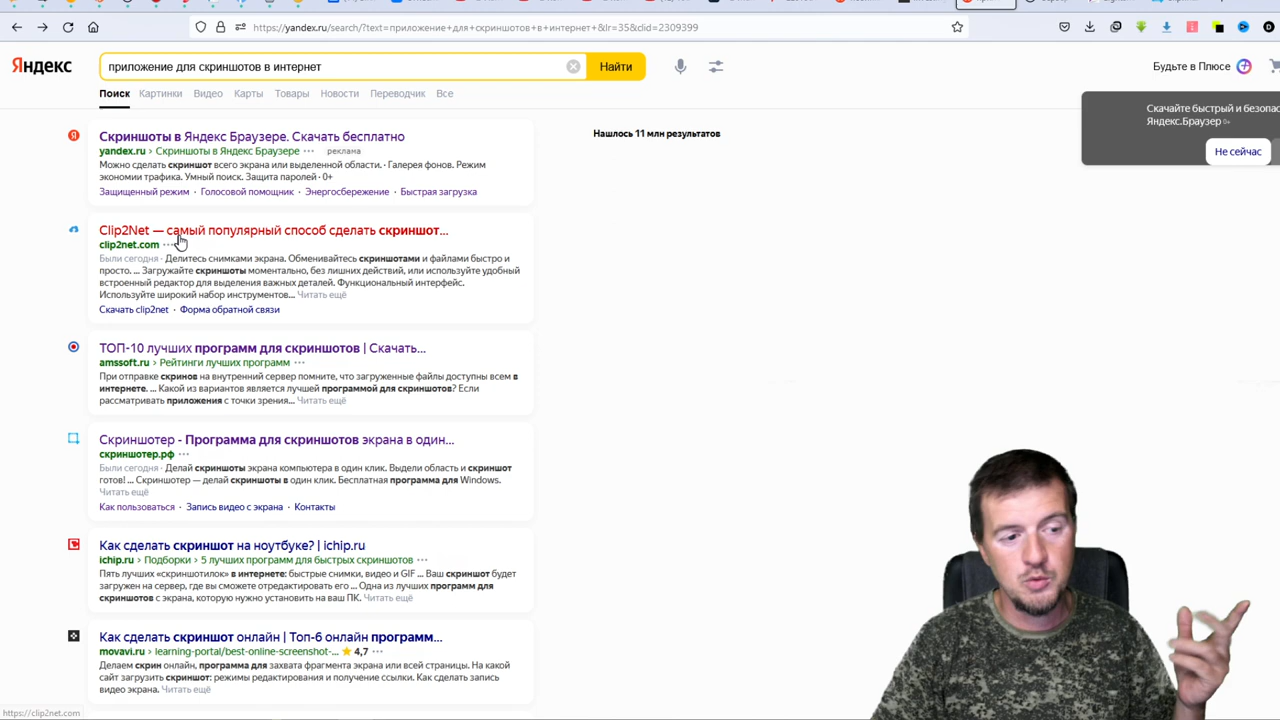 https://yandex.ru/search/?text=приложение+для+скриншотов+в+интернет+&lr=35&clid=2309399
Яндекс
приложение для скриншотов в интернет
Найти
Будьте в Плюсе
Поиск Картинки Видео Карты Товары Новости Переводчик Все
Скачайте быстрый и безопас
Яндекс.Браузер 0+
Не сейчас
Нашлось 11 млн результатов
Скриншоты в Яндекс Браузере. Скачать бесплатно
yandex.ru › Скриншоты в Яндекс Браузере ··· реклама
Можно сделать скриншот всего экрана или выделенной области. · Галерея фонов. Режим
экономии трафика. Умный поиск. Защита паролей · 0+
Защищенный режим · Голосовой помощник · Энергосбережение · Быстрая загрузка
Clip2Net — самый популярный способ сделать скриншот...
clip2net.com ···
Были сегодня · Делитесь снимками экрана. Обменивайтесь скриншотами и файлами быстро и
просто. ... Загружайте скриншоты моментально, без лишних действий, или используйте удобный
встроенный редактор для выделения важных деталей. Функциональный интерфейс.
Используйте широкий набор инструментов... Читать ещё
Скачать clip2net · Форма обратной связи
ТОП-10 лучших программ для скриншотов | Скачать...
amssoft.ru › Рейтинги лучших программ ···
При отправке скринов на внутренний сервер помните, что загруженные файлы доступны всем в
интернете. ... Какой из вариантов является лучшей программой для скриншотов? Если
рассматривать приложения с точки зрения... Читать ещё
Скриншотер - Программа для скриншотов экрана в один...
скриншотер.рф ···
Были сегодня · Делай скриншоты экрана компьютера в один клик. Выдели область и скриншот
готов! ... Скриншотер — делай скриншоты в один клик. Бесплатная программа для Windows.
Читать ещё
Как пользоваться · Запись видео с экрана · Контакты
Как сделать скриншот на ноутбуке? | ichip.ru
ichip.ru › Подборки › 5 лучших программ для быстрых скриншотов ···
Пять лучших «скриншотилок» в интернете: быстрые снимки, видео и GIF ... Ваш скриншот будет
загружен на сервер, где вы сможете отредактировать его ... Одна из лучших программ для
скриншотов с экрана, которую нужно установить на ваш ПК. Читать ещё
Как сделать скриншот онлайн | Топ-6 онлайн программ...
movavi.ru › learning-portal/best-online-screenshot-... 4,7 ···
Делаем скрин онлайн, программа для захвата фрагмента экрана или всей страницы. На какой
сайт загрузить скриншот: режимы редактирования и получение ссылки. Как сделать запись
видео экрана. Читать ещё
https://clip2net.com